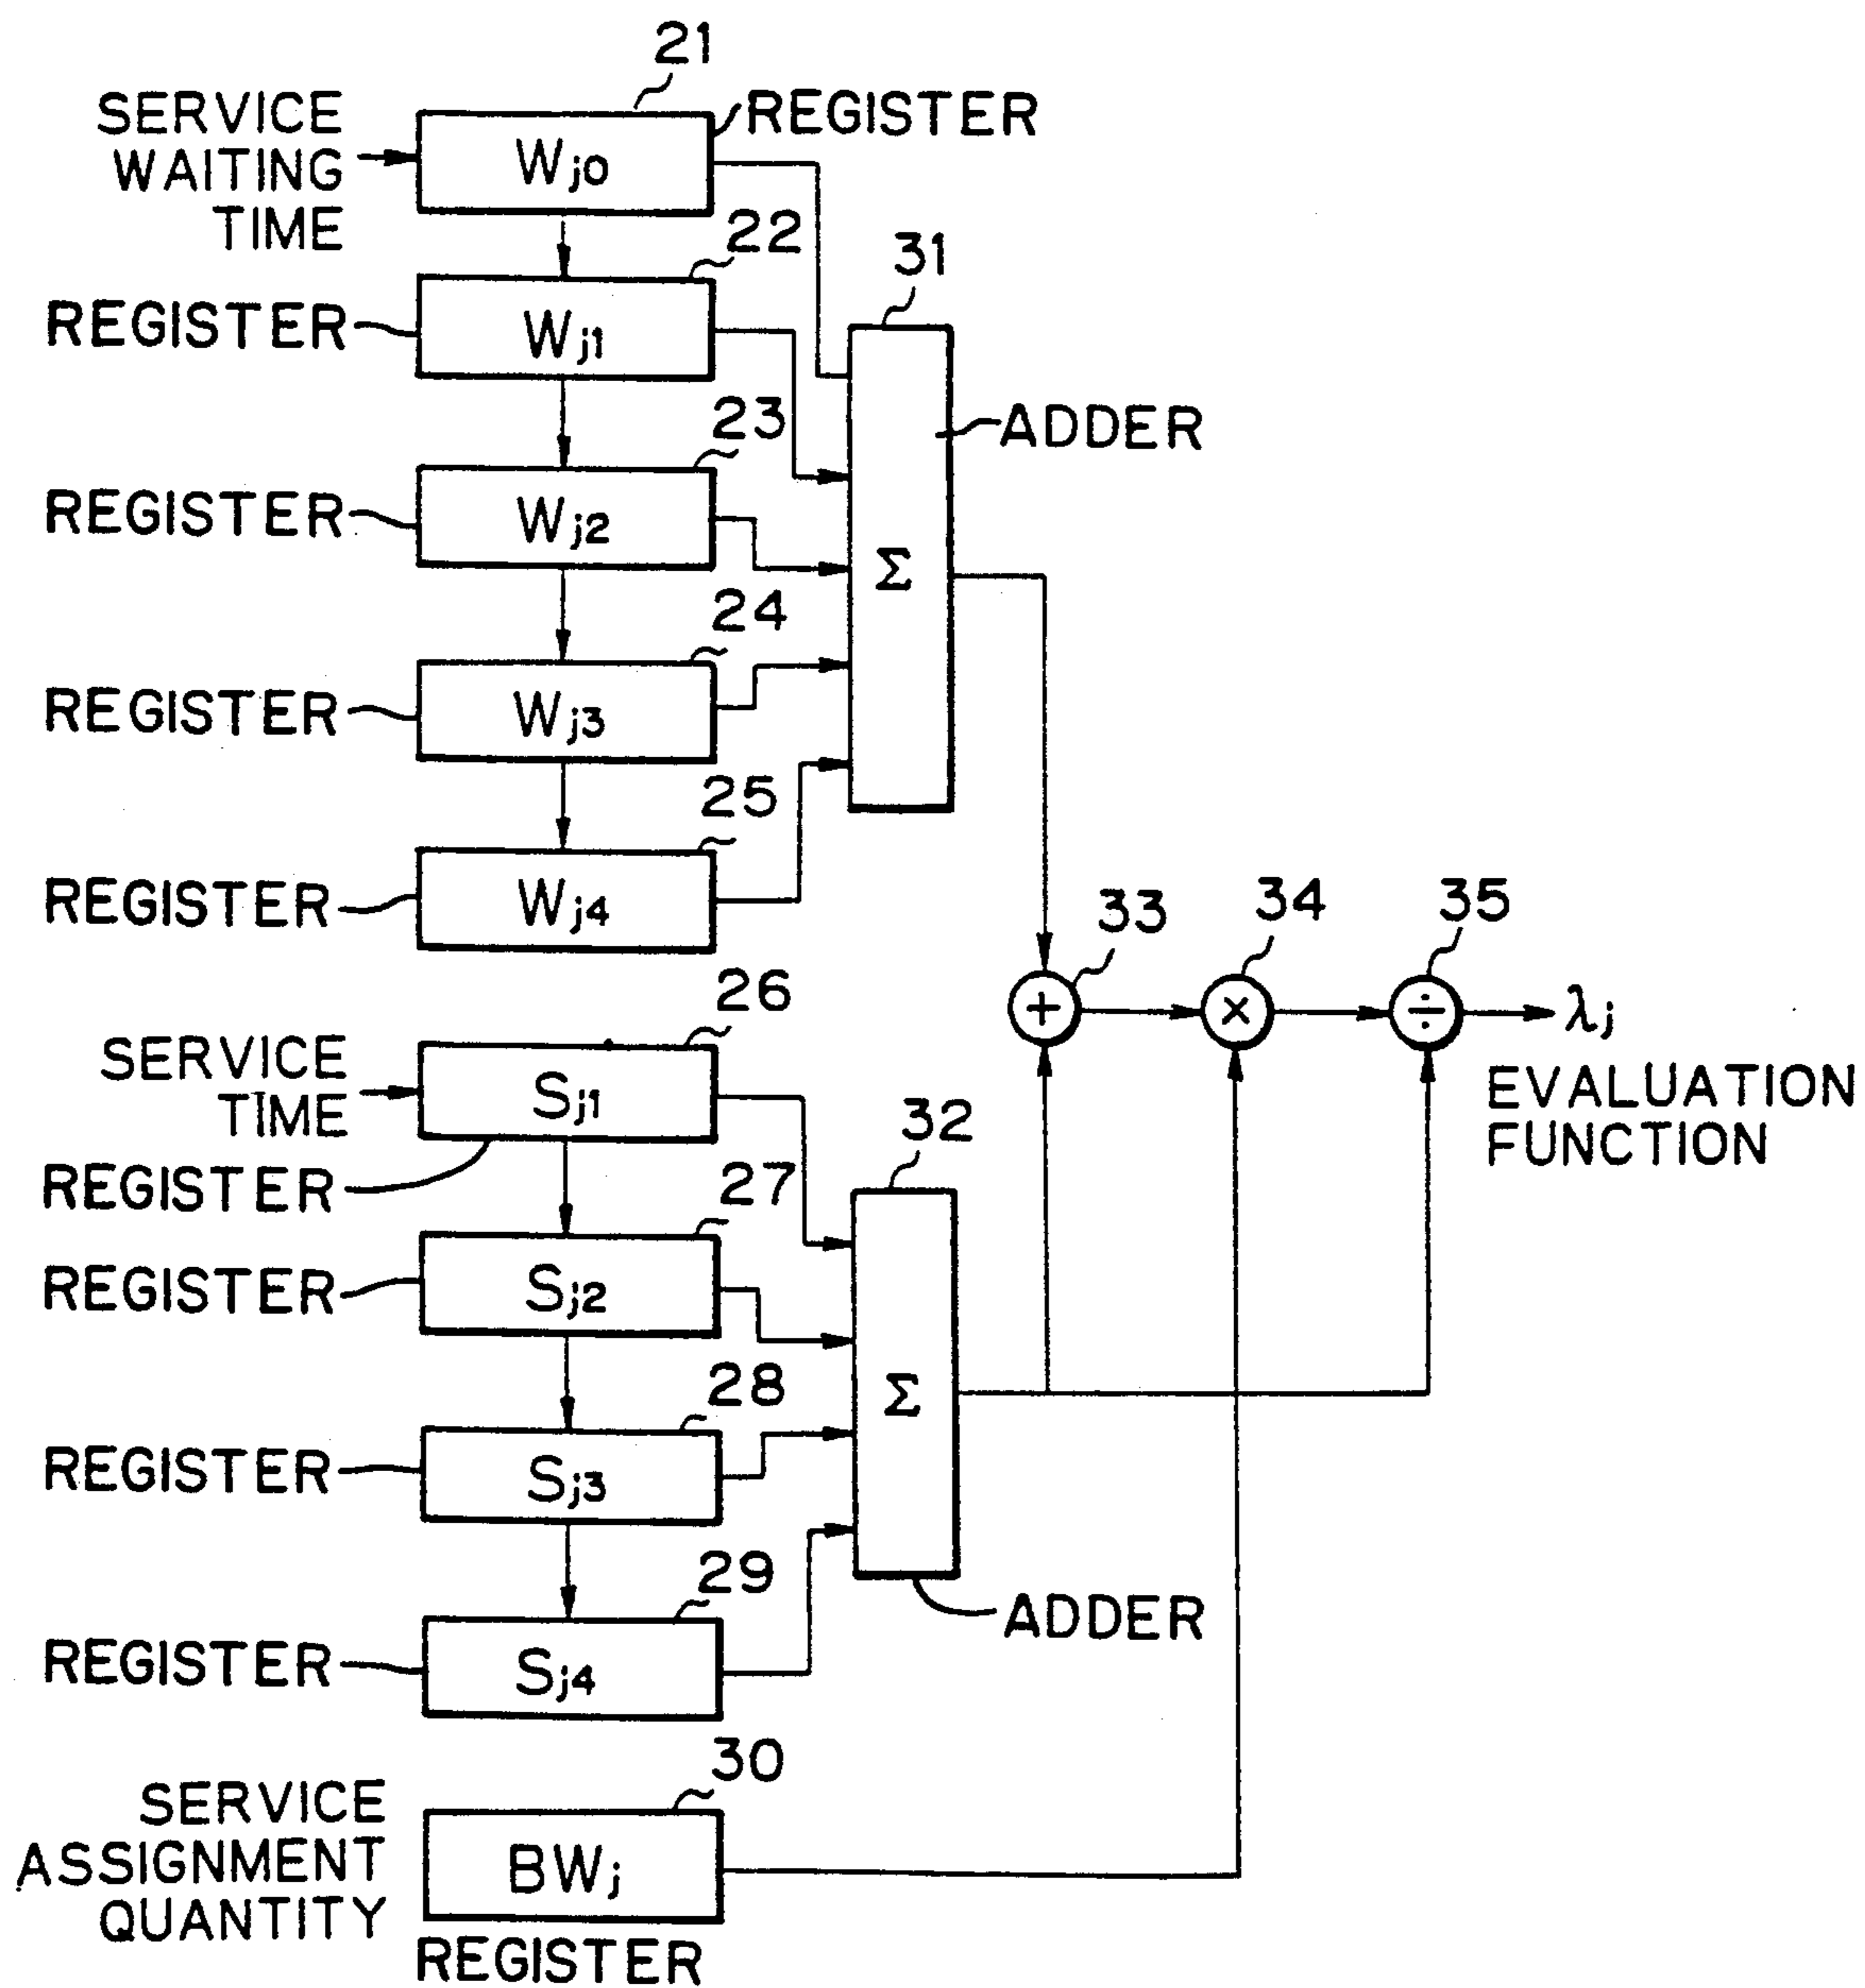 21
SERVICE
WAITING
TIME
REGISTER
Wj0
22
REGISTER
Wj1
31
23
ADDER
REGISTER
Wj2
Σ
24
REGISTER
Wj3
25
REGISTER
Wj4
33
34
35
26
+
×
÷
λj
SERVICE
TIME
Sj1
EVALUATION
FUNCTION
32
REGISTER
27
REGISTER
Sj2
28
Σ
REGISTER
Sj3
29
ADDER
REGISTER
Sj4
30
SERVICE
ASSIGNMENT
QUANTITY
BWj
REGISTER